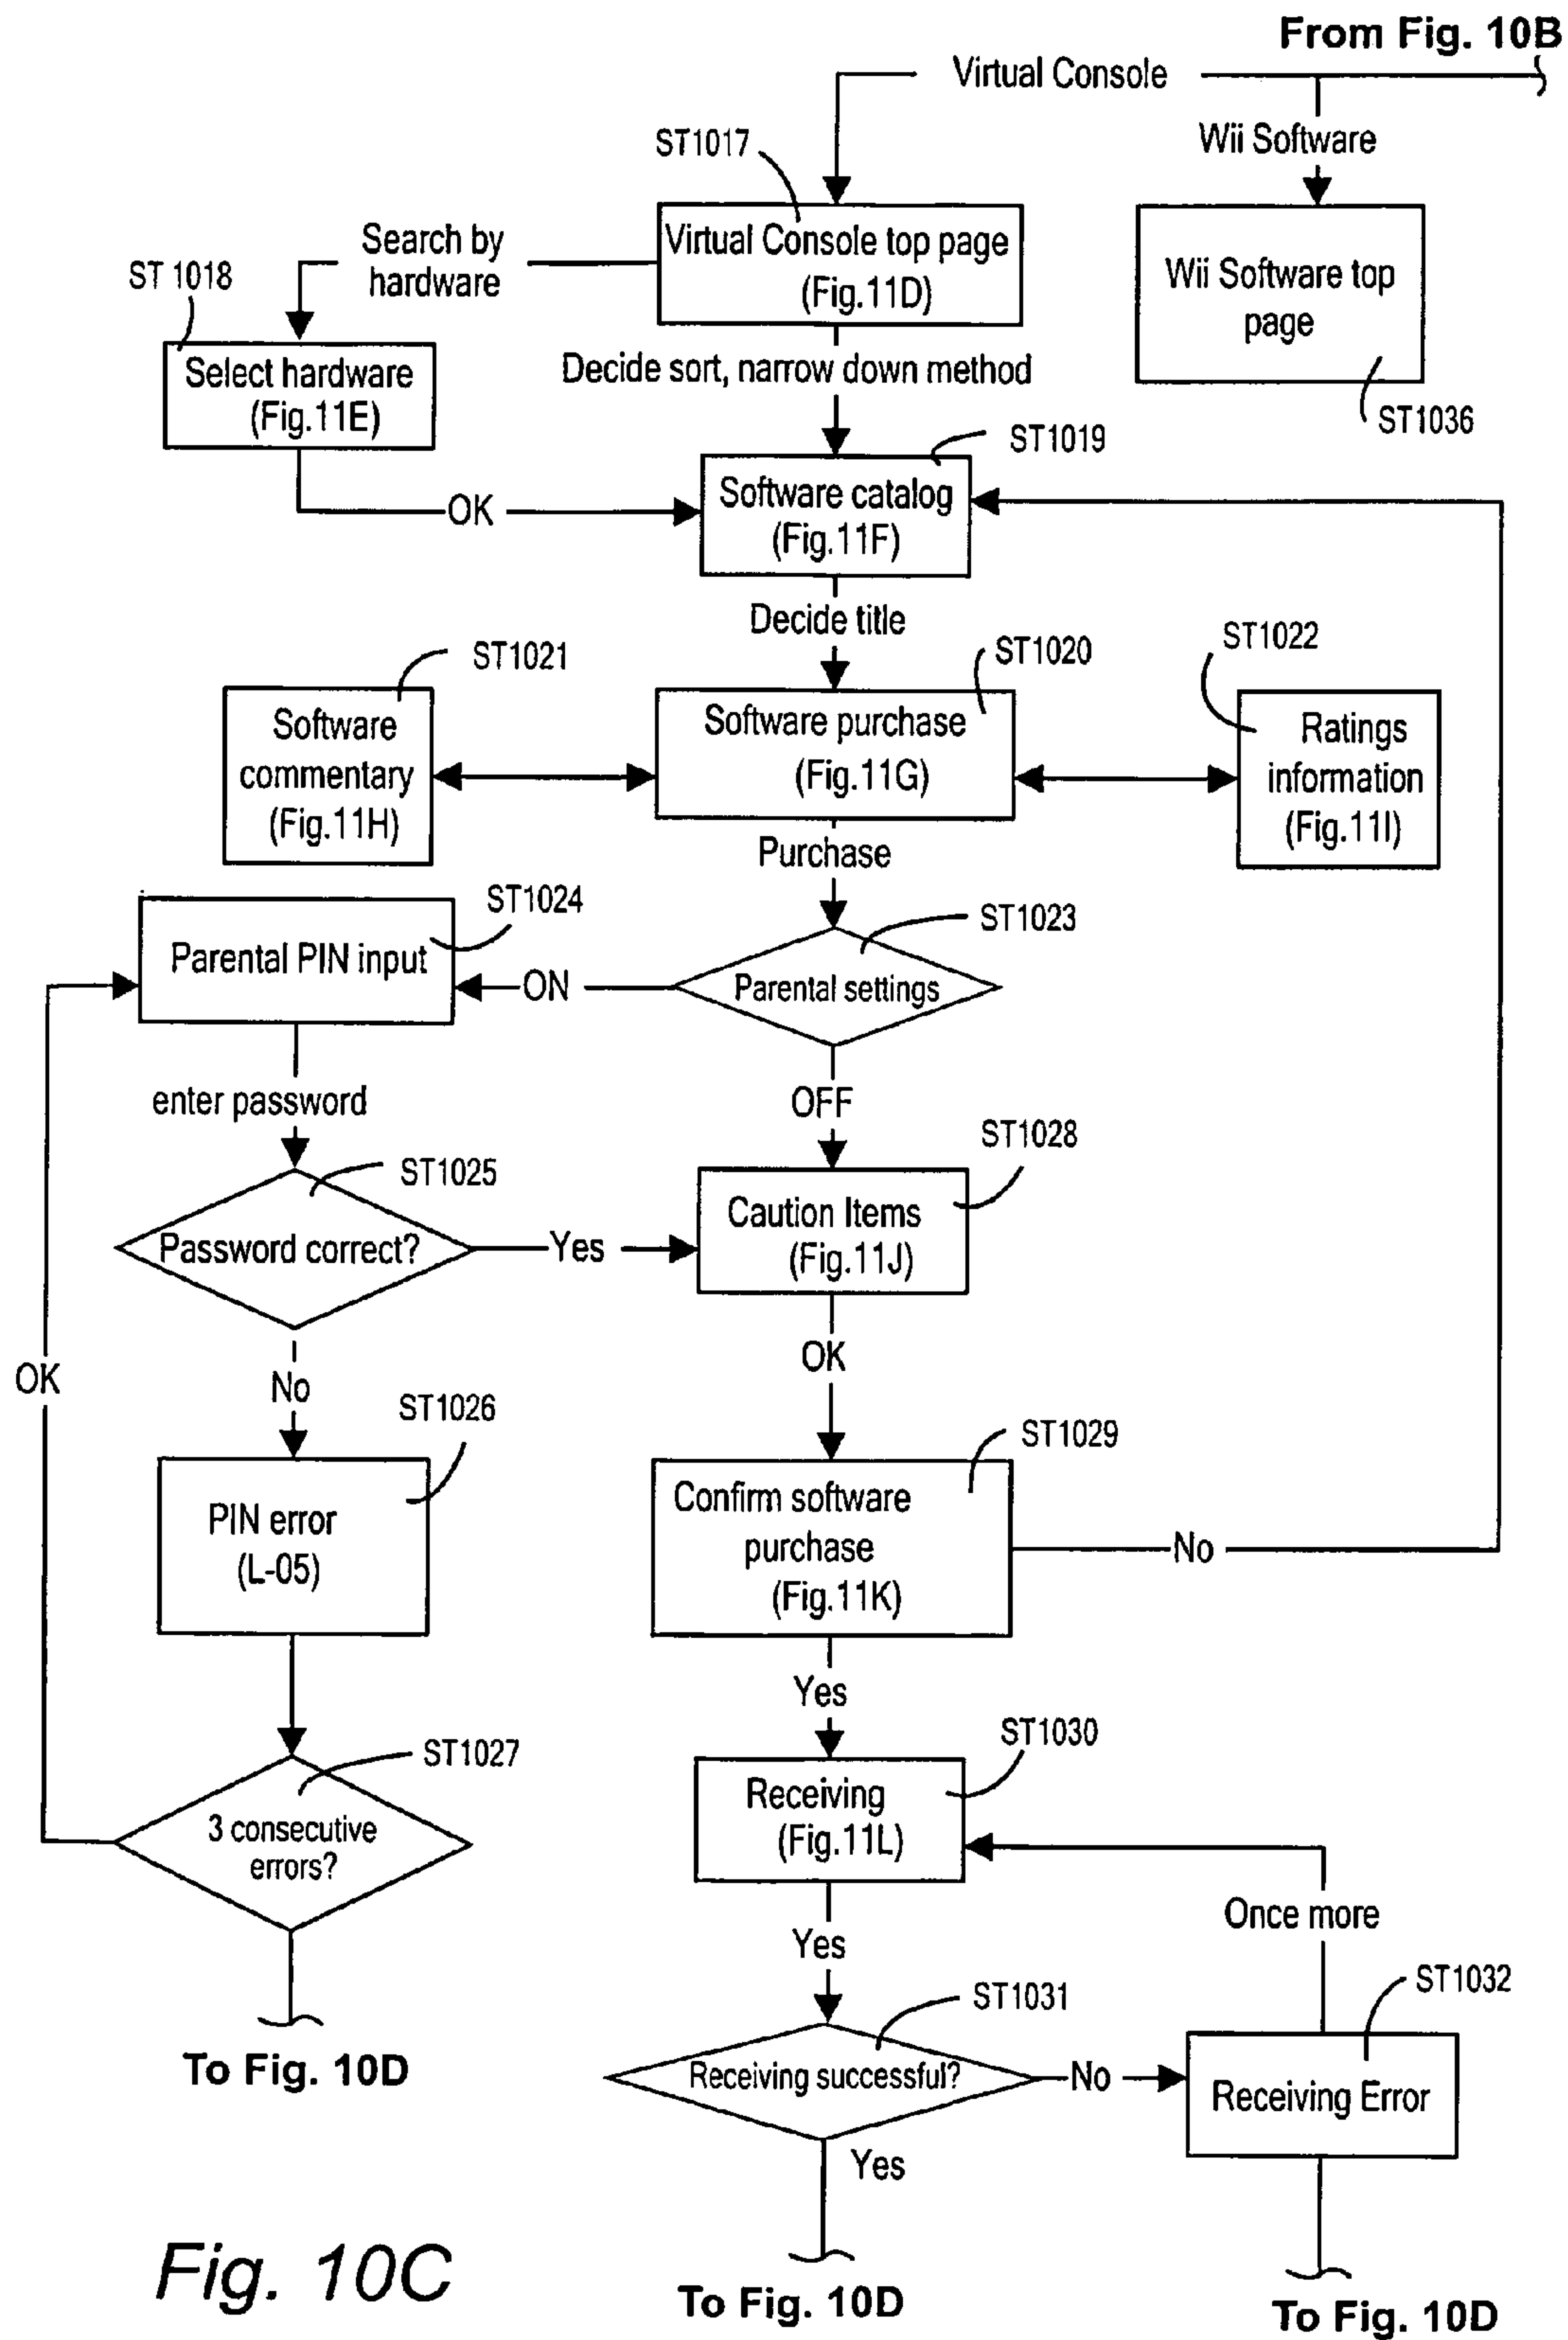 From Fig. 10B
Virtual Console
Wii Software
ST1017
Virtual Console top page
(Fig.11D)
Search by
hardware
ST 1018
Wii Software top
page
Select hardware
(Fig.11E)
Decide sort, narrow down method
ST1036
ST1019
Software catalog
(Fig.11F)
OK
Decide title
ST1021
ST1020
ST1022
Software
commentary
(Fig.11H)
Software purchase
(Fig.11G)
Ratings
information
(Fig.11I)
Purchase
ST1024
ST1023
Parental PIN input
ON
Parental settings
enter password
OFF
ST1028
ST1025
Password correct?
Yes
Caution Items
(Fig.11J)
OK
OK
No
ST1026
ST1029
PIN error
(L-05)
Confirm software
purchase
(Fig.11K)
No
Yes
ST1030
ST1027
3 consecutive
errors?
Receiving
(Fig.11L)
Once more
Yes
ST1031
ST1032
To Fig. 10D
Receiving successful?
No
Receiving Error
Yes
Fig. 10C
To Fig. 10D
To Fig. 10D